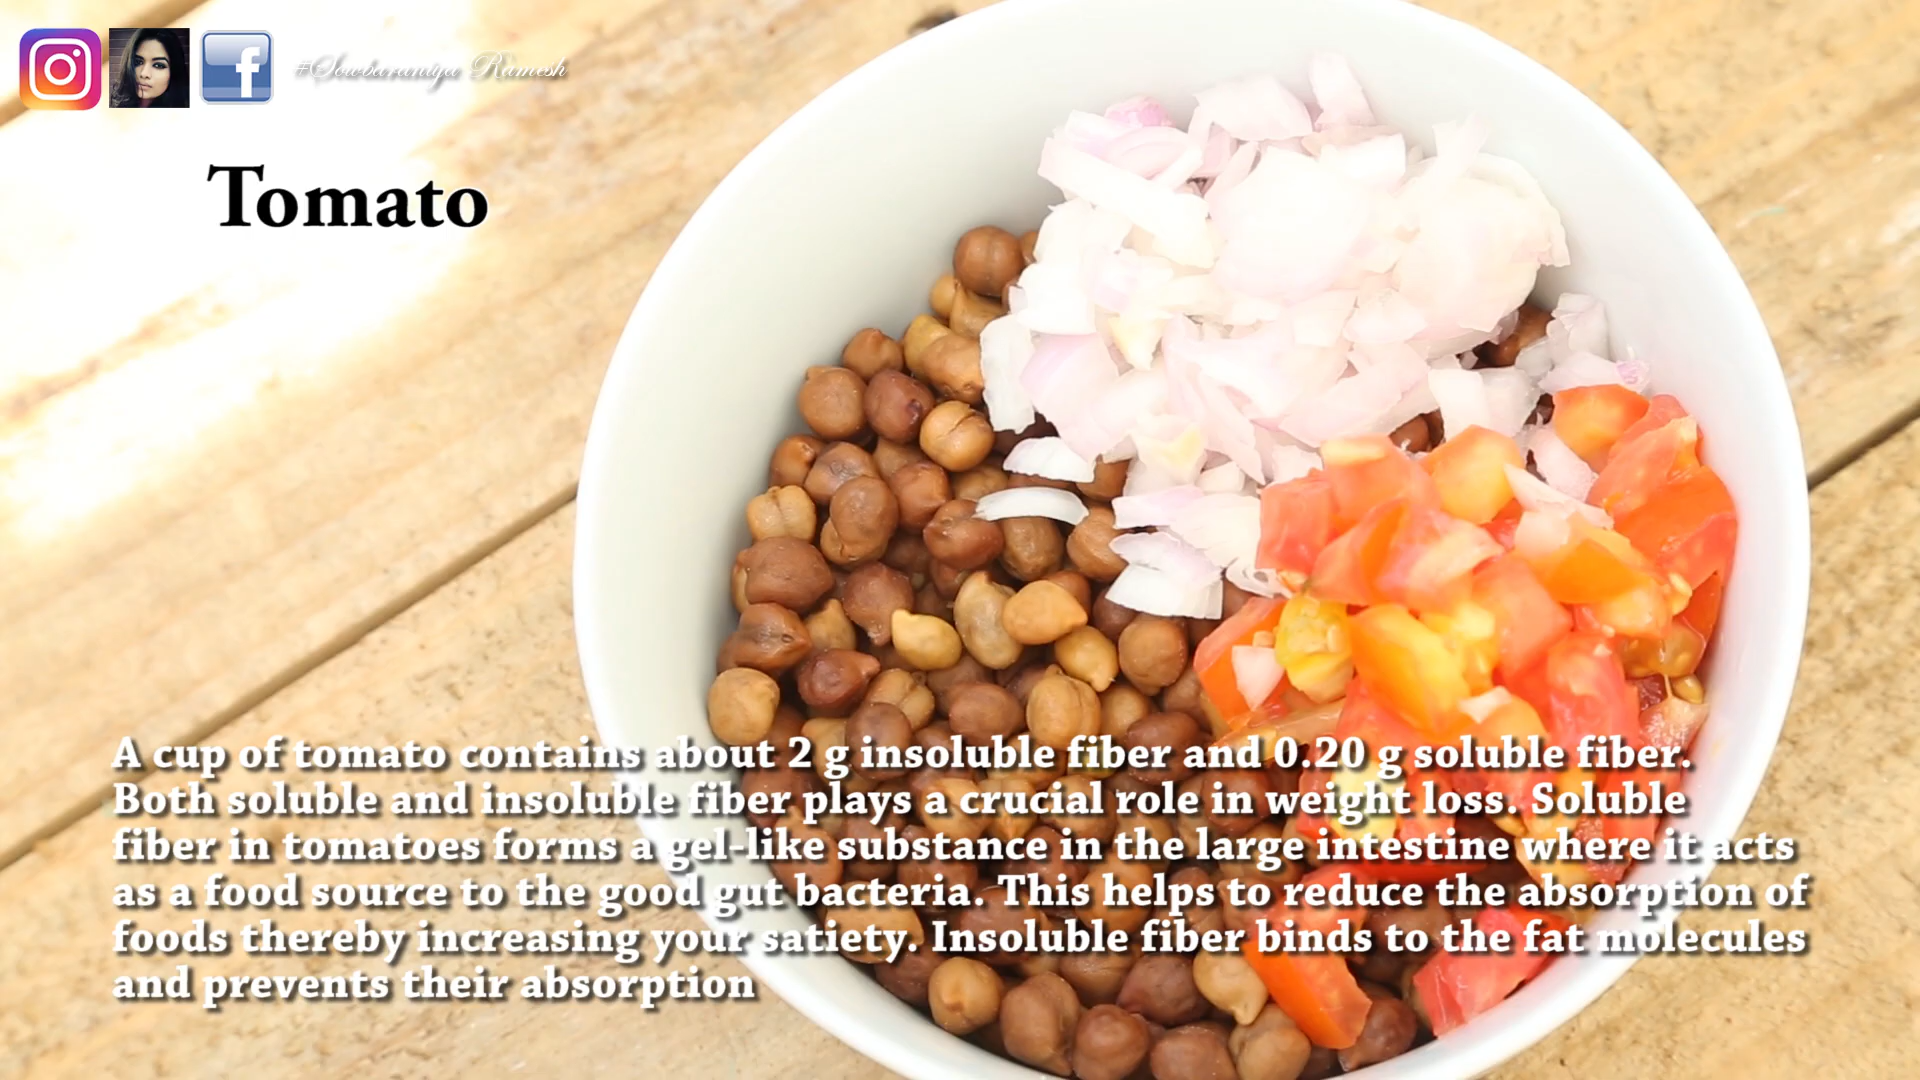 #Sowbaraniya Ramesh
Tomato
A cup of tomato contains about 2 g insoluble fiber and 0.20 g soluble fiber.
Both soluble and insoluble fiber plays a crucial role in weight loss. Soluble
fiber in tomatoes forms a gel-like substance in the large intestine where it acts
as a food source to the good gut bacteria. This helps to reduce the absorption of
foods thereby increasing your satiety. Insoluble fiber binds to the fat molecules
and prevents their absorption